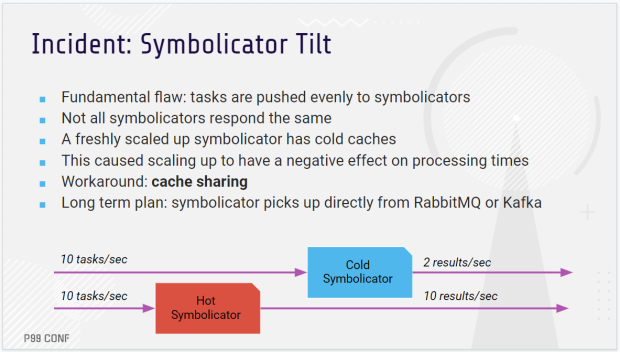 Incident: Symbolicator Tilt
Fundamental flaw: tasks are pushed evenly to symbolicators
Not all symbolicators respond the same
A freshly scaled up symbolicator has cold caches
This caused scaling up to have a negative effect on processing times
Workaround: cache sharing
Long term plan: symbolicator picks up directly from RabbitMQ or Kafka
10 tasks/sec
Cold
Symbolicator
2 results/sec
10 tasks/sec
Hot
Symbolicator
10 results/sec
P99 CONF